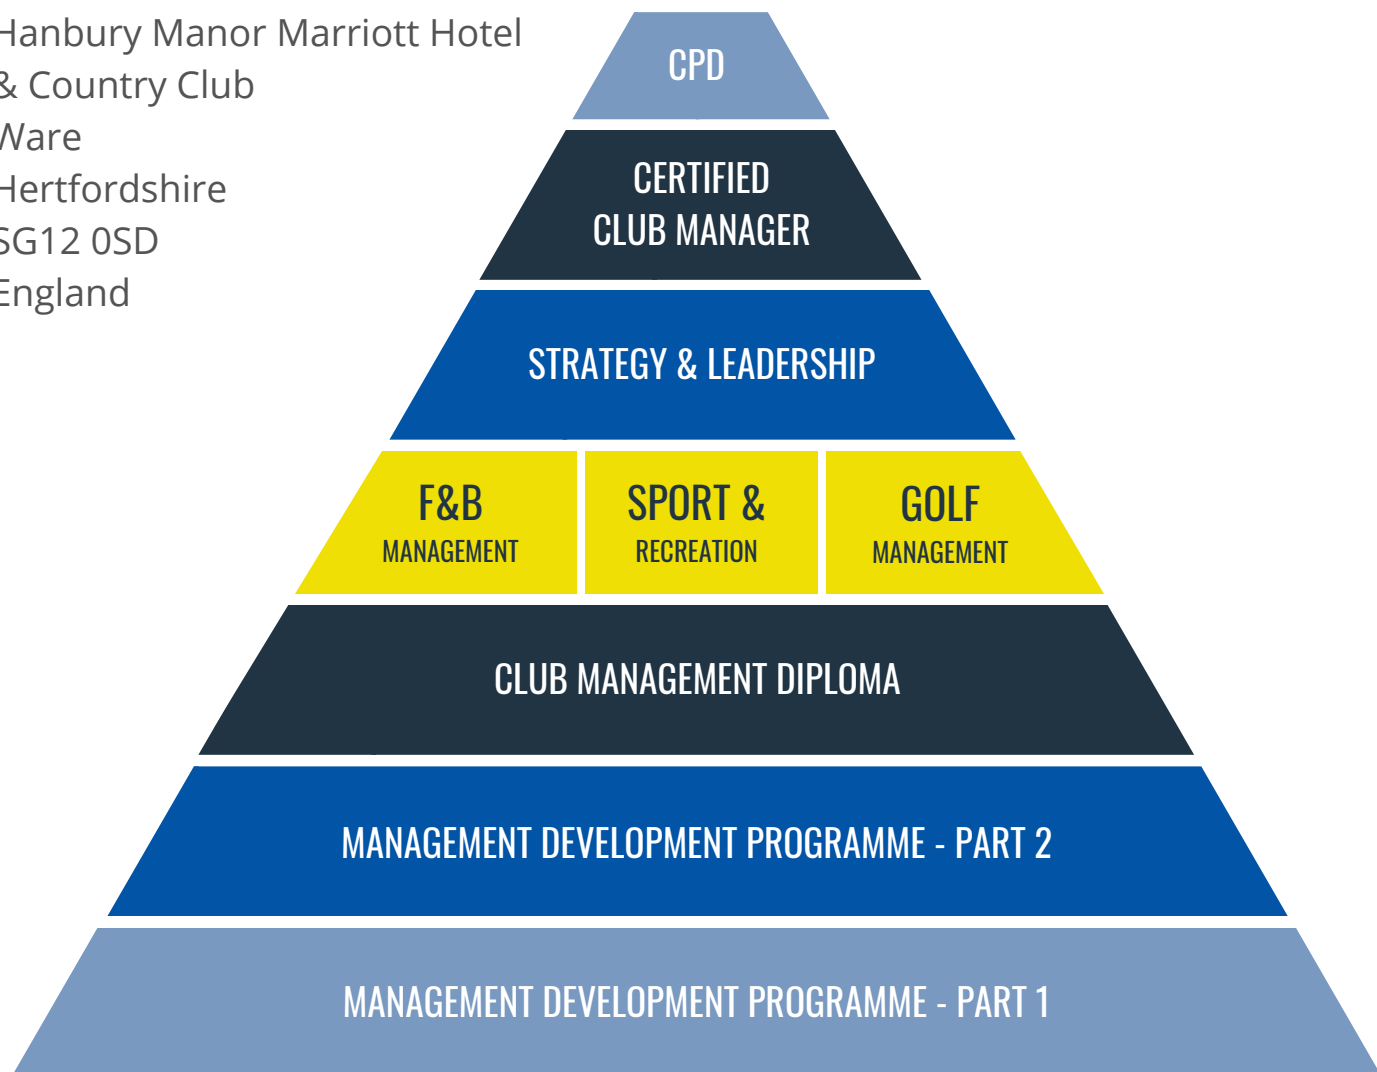 Hanbury Manor Marriott Hotel
& Country Club
Ware
Hertfordshire
SG12 0SD
England
CPD
CERTIFIED
CLUB MANAGER
STRATEGY & LEADERSHIP
F&B
MANAGEMENT
SPORT &
RECREATION
GOLF
MANAGEMENT
CLUB MANAGEMENT DIPLOMA
MANAGEMENT DEVELOPMENT PROGRAMME - PART 2
MANAGEMENT DEVELOPMENT PROGRAMME - PART 1